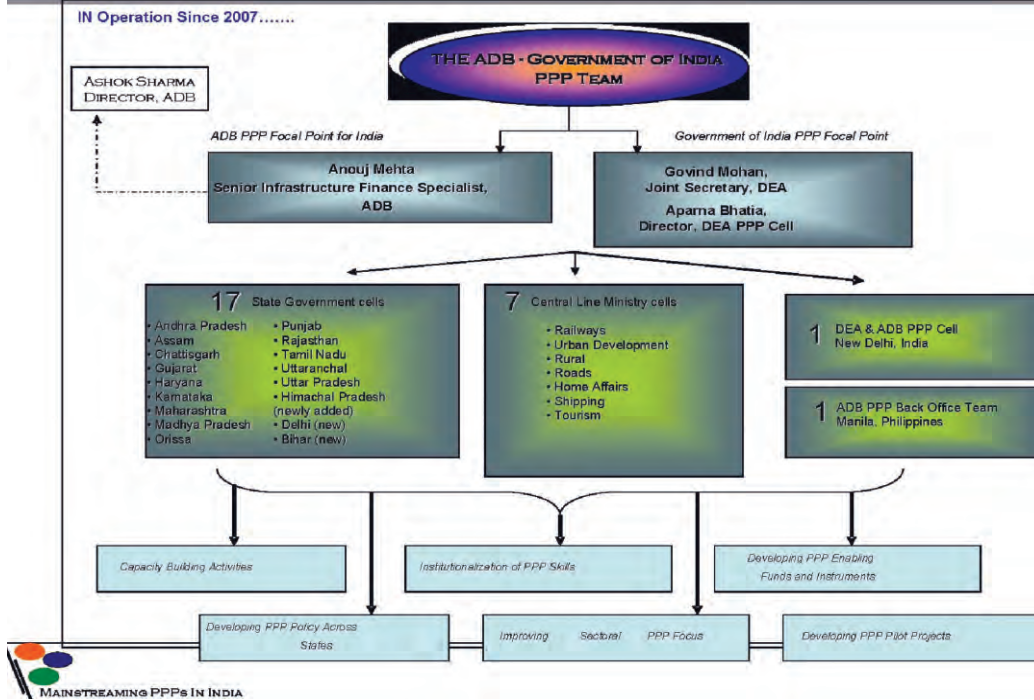 IN Operation Since 2007.......
THE ADB - GOVERNMENT OF INDIA
PPP TEAM
ASHOK SHARMA
DIRECTOR, ADB
ADB PPP Focal Point for India
Government of India PPP Focal Point
Anouj Mehta
Senior Infrastructure Finance Specialist,
ADB
Govind Mohan,
Joint Secretary, DEA
Aparna Bhatia,
Director, DEA PPP Cell
17 State Government cells
• Andhra Pradesh
• Assam
• Chattisgarh
• Gujarat
• Haryana
• Karnataka
• Maharashtra
• Madhya Pradesh
• Orissa
• Punjab
• Rajasthan
• Tamil Nadu
• Uttaranchal
• Uttar Pradesh
• Himachal Pradesh
(newly added)
• Delhi (new)
• Bihar (new)
7 Central Line Ministry cells
• Railways
• Urban Development
• Rural
• Roads
• Home Affairs
• Shipping
• Tourism
1 DEA & ADB PPP Cell
New Delhi, India
1 ADB PPP Back Office Team
Manila, Philippines
Capacity Building Activities
Institutionalization of PPP Skills
Developing PPP Enabling
Funds and Instruments
Developing PPP Policy Across
States
Improving Sectoral PPP Focus
Developing PPP Pilot Projects
MAINSTREAMING PPPS IN INDIA